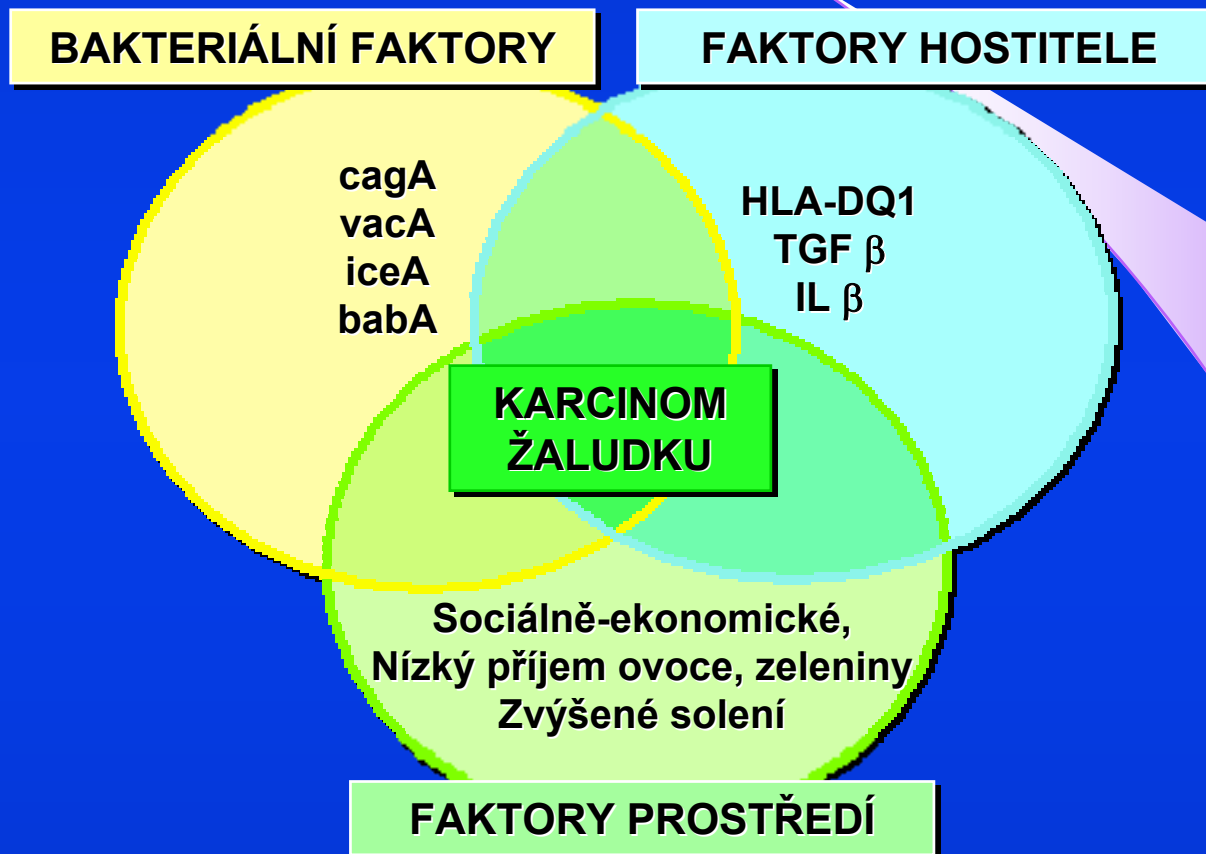 BAKTERIÁLNÍ FAKTORY
FAKTORY HOSTITELE
cagA
vacA
iceA
babA
HLA-DQ1
TGF β
IL β
KARCINOM
ŽALUDKU
Sociálně-ekonomické,
Nízký příjem ovoce, zeleniny
Zvýšené solení
FAKTORY PROSTŘEDÍ